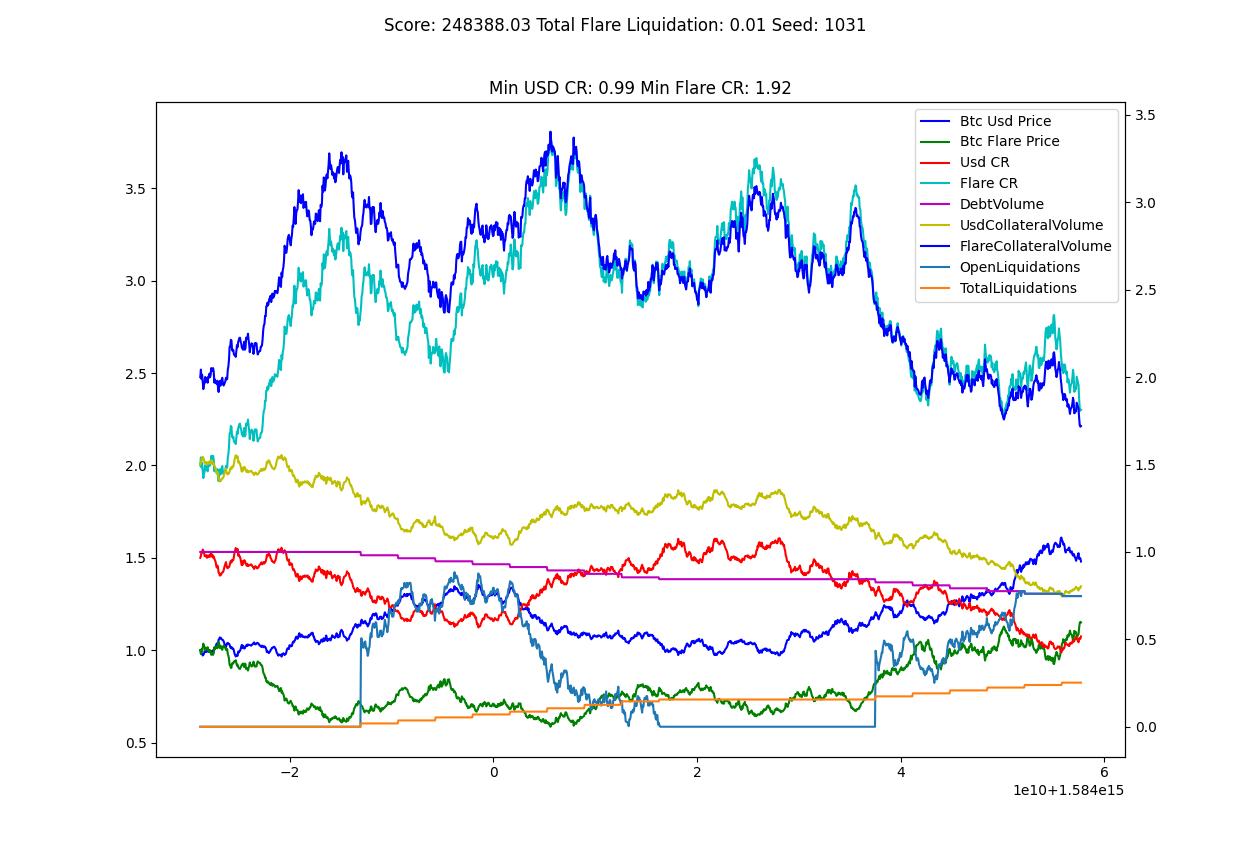 Score: 248388.03 Total Flare Liquidation: 0.01 Seed: 1031
Min USD CR: 0.99 Min Flare CR: 1.92
Btc Usd Price
Btc Flare Price
Usd CR
Flare CR
DebtVolume
UsdCollateralVolume
FlareCollateralVolume
OpenLiquidations
TotalLiquidations
3.5
3.0
2.5
2.0
1.5
1.0
0.5
3.5
3.0
2.5
2.0
1.5
1.0
0.5
0.0
−2
0
2
4
6
1e10+1.584e15